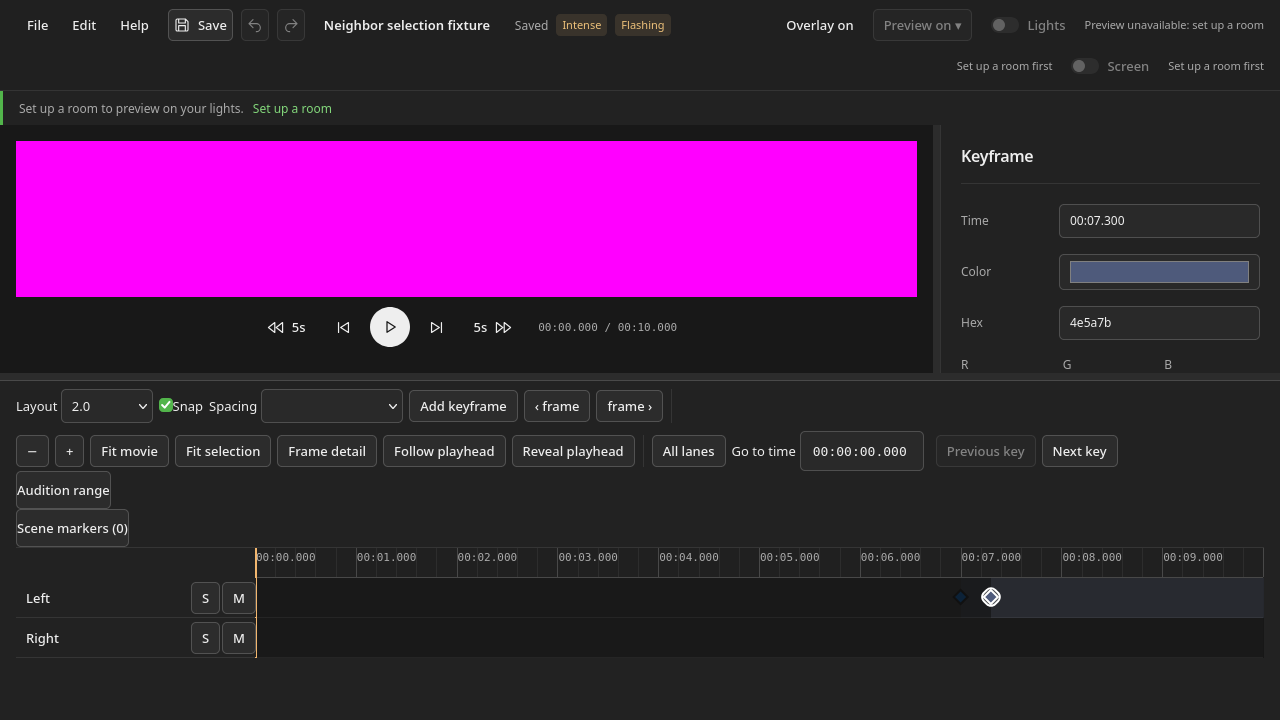 File Edit Help Save Neighbor selection fixture Saved Intense Flashing Overlay on Preview on ▾ Lights Preview unavailable: set up a room
Set up a room first Screen Set up a room first
Set up a room to preview on your lights. Set up a room
Keyframe
Time 00:07.300
Color
Hex 4e5a7b
R G B
5s 5s 00:00.000 / 00:10.000
Layout 2.0 Snap Spacing Add keyframe ‹ frame frame ›
− + Fit movie Fit selection Frame detail Follow playhead Reveal playhead All lanes Go to time 00:00:00.000 Previous key Next key
Audition range
Scene markers (0)
00:00.000 00:01.000 00:02.000 00:03.000 00:04.000 00:05.000 00:06.000 00:07.000 00:08.000 00:09.000
Left S M
Right S M